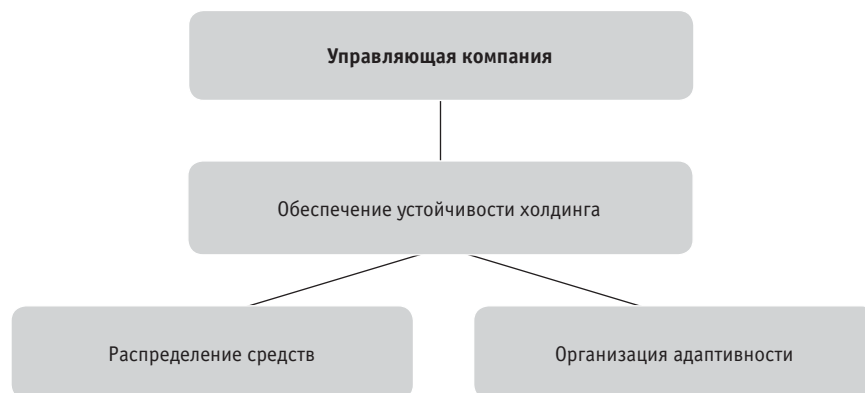 Управляющая компания
Обеспечение устойчивости холдинга
Распределение средств
Организация адаптивности